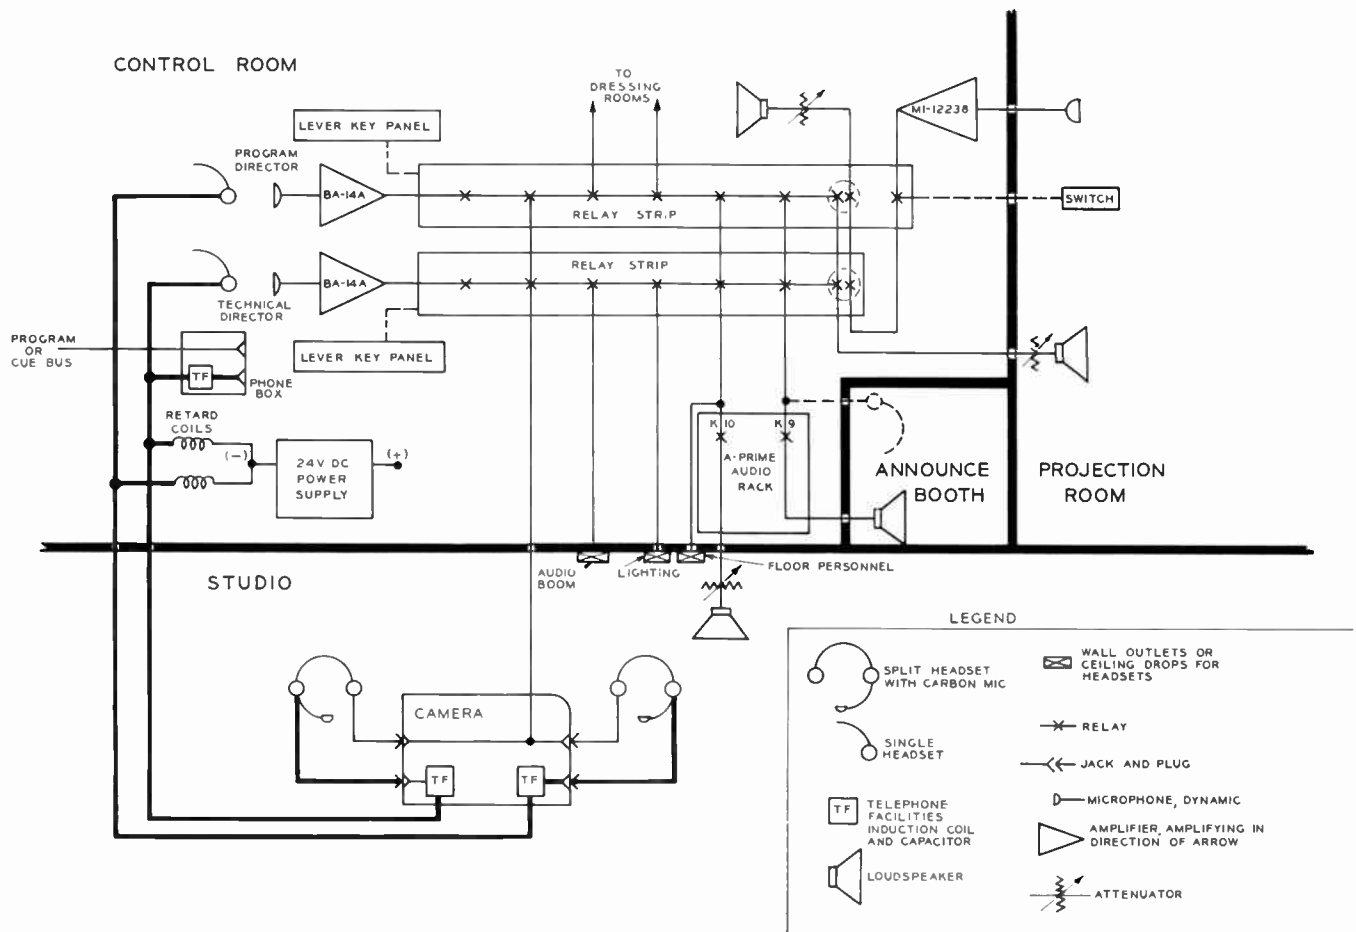 CONTROL ROOM
TO
DRESSING
ROOMS
MI-12238
LEVER KEY PANEL
PROGRAM
DIRECTOR
BA-14A
RELAY STRIP
SWITCH
RELAY STRIP
BA-14A
TECHNICAL
DIRECTOR
PROGRAM
OR
CUE BUS
LEVER KEY PANEL
TF
PHONE
BOX
RETARD
COILS
(-)
24V DC
POWER
SUPPLY
(+)
K 10
K 9
A-PRIME
AUDIO
RACK
ANNOUNCE
BOOTH
PROJECTION
ROOM
STUDIO
AUDIO
BOOM
LIGHTING
FLOOR PERSONNEL
CAMERA
TF
TF
LEGEND
SPLIT HEADSET
WITH CARBON MIC
WALL OUTLETS OR
CEILING DROPS FOR
HEADSETS
SINGLE
HEADSET
RELAY
JACK AND PLUG
TF
TELEPHONE
FACILITIES
INDUCTION COIL
AND CAPACITOR
MICROPHONE, DYNAMIC
AMPLIFIER, AMPLIFYING IN
DIRECTION OF ARROW
LOUDSPEAKER
ATTENUATOR